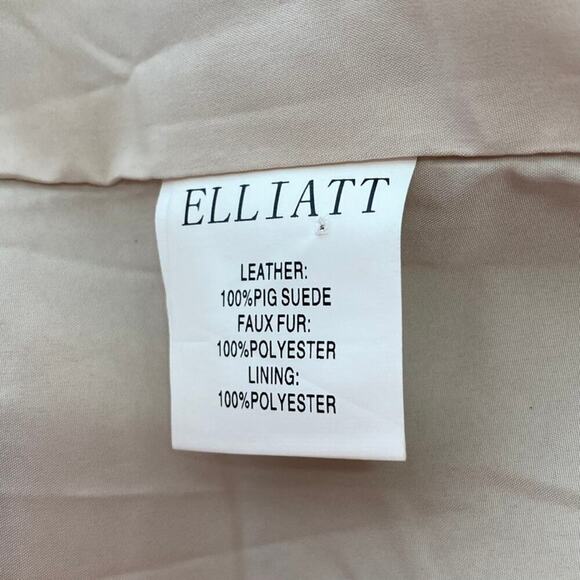 ELLIATT
LEATHER:
100%PIG SUEDE
FAUX FUR:
100%POLYESTER
LINING:
100%POLYESTER